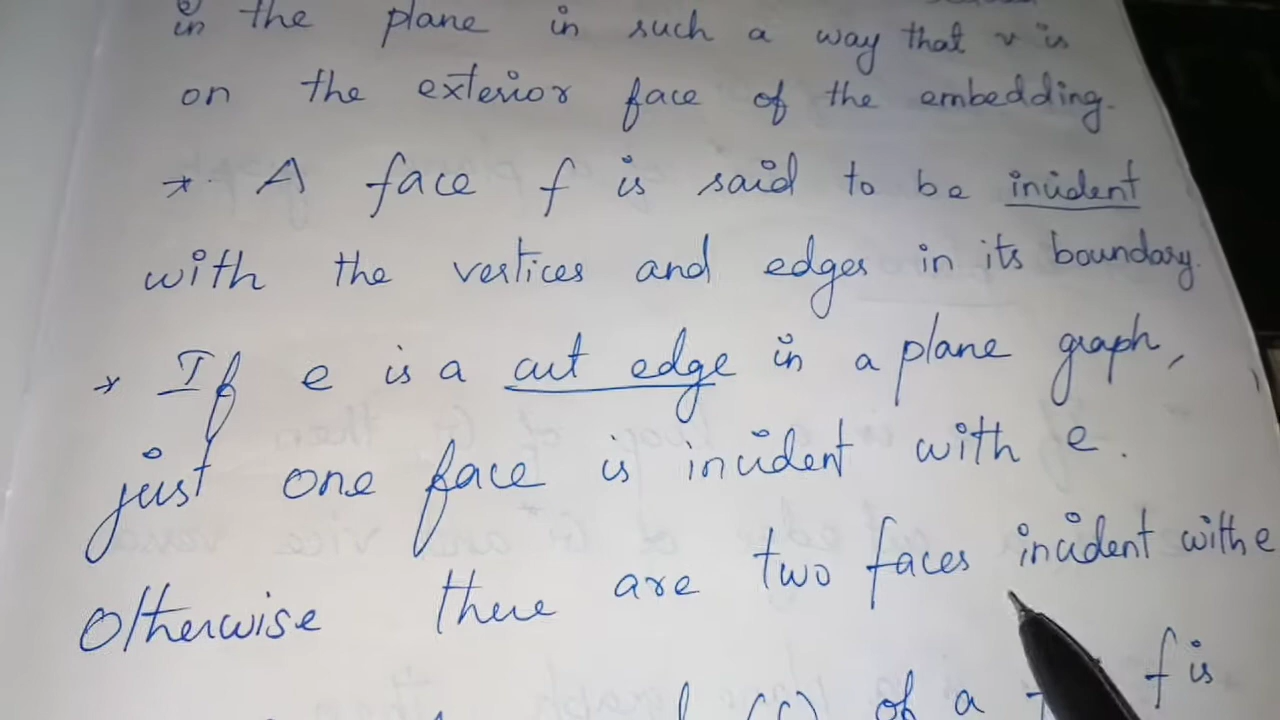 in the plane in such a way that v is
on the exterior face of the embedding.
* A face f is said to be incident
with the vertices and edges in its boundary.
* If e is a cut edge in a plane graph,
just one face is incident with e.
Otherwise there are two faces incident with e
of a f is